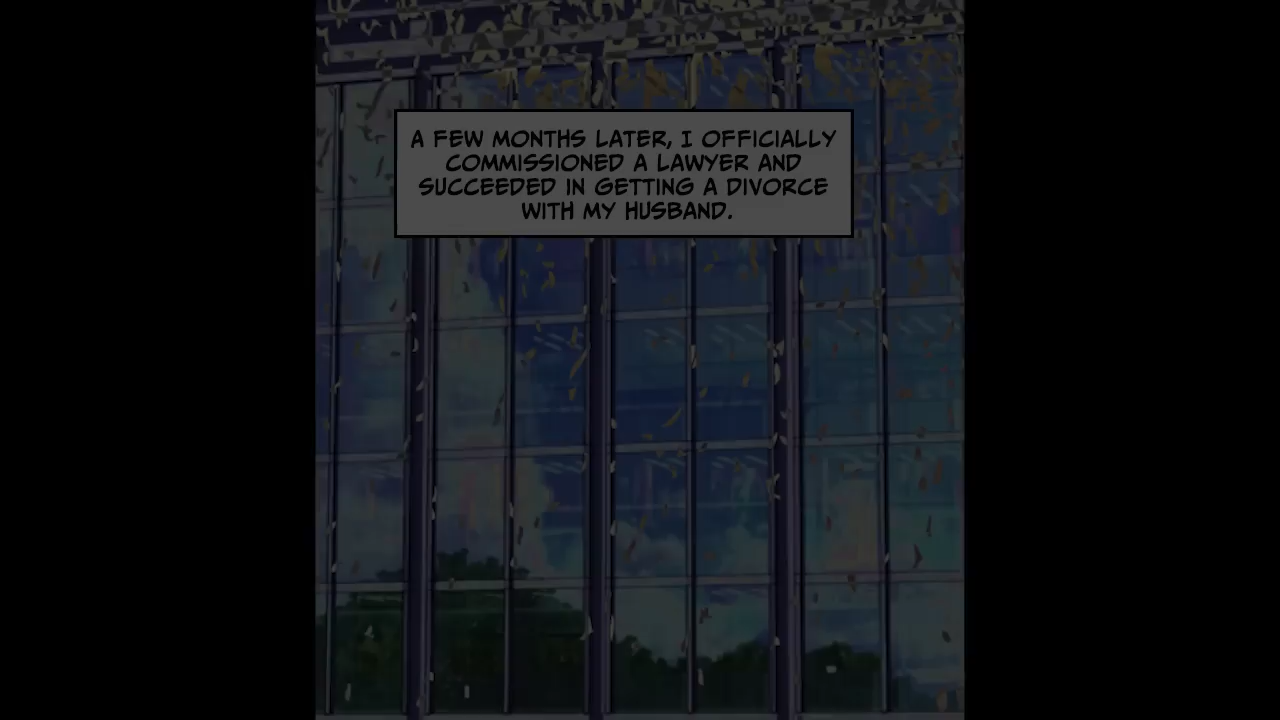 A FEW MONTHS LATER, I OFFICIALLY
COMMISSIONED A LAWYER AND
SUCCEEDED IN GETTING A DIVORCE
WITH MY HUSBAND.